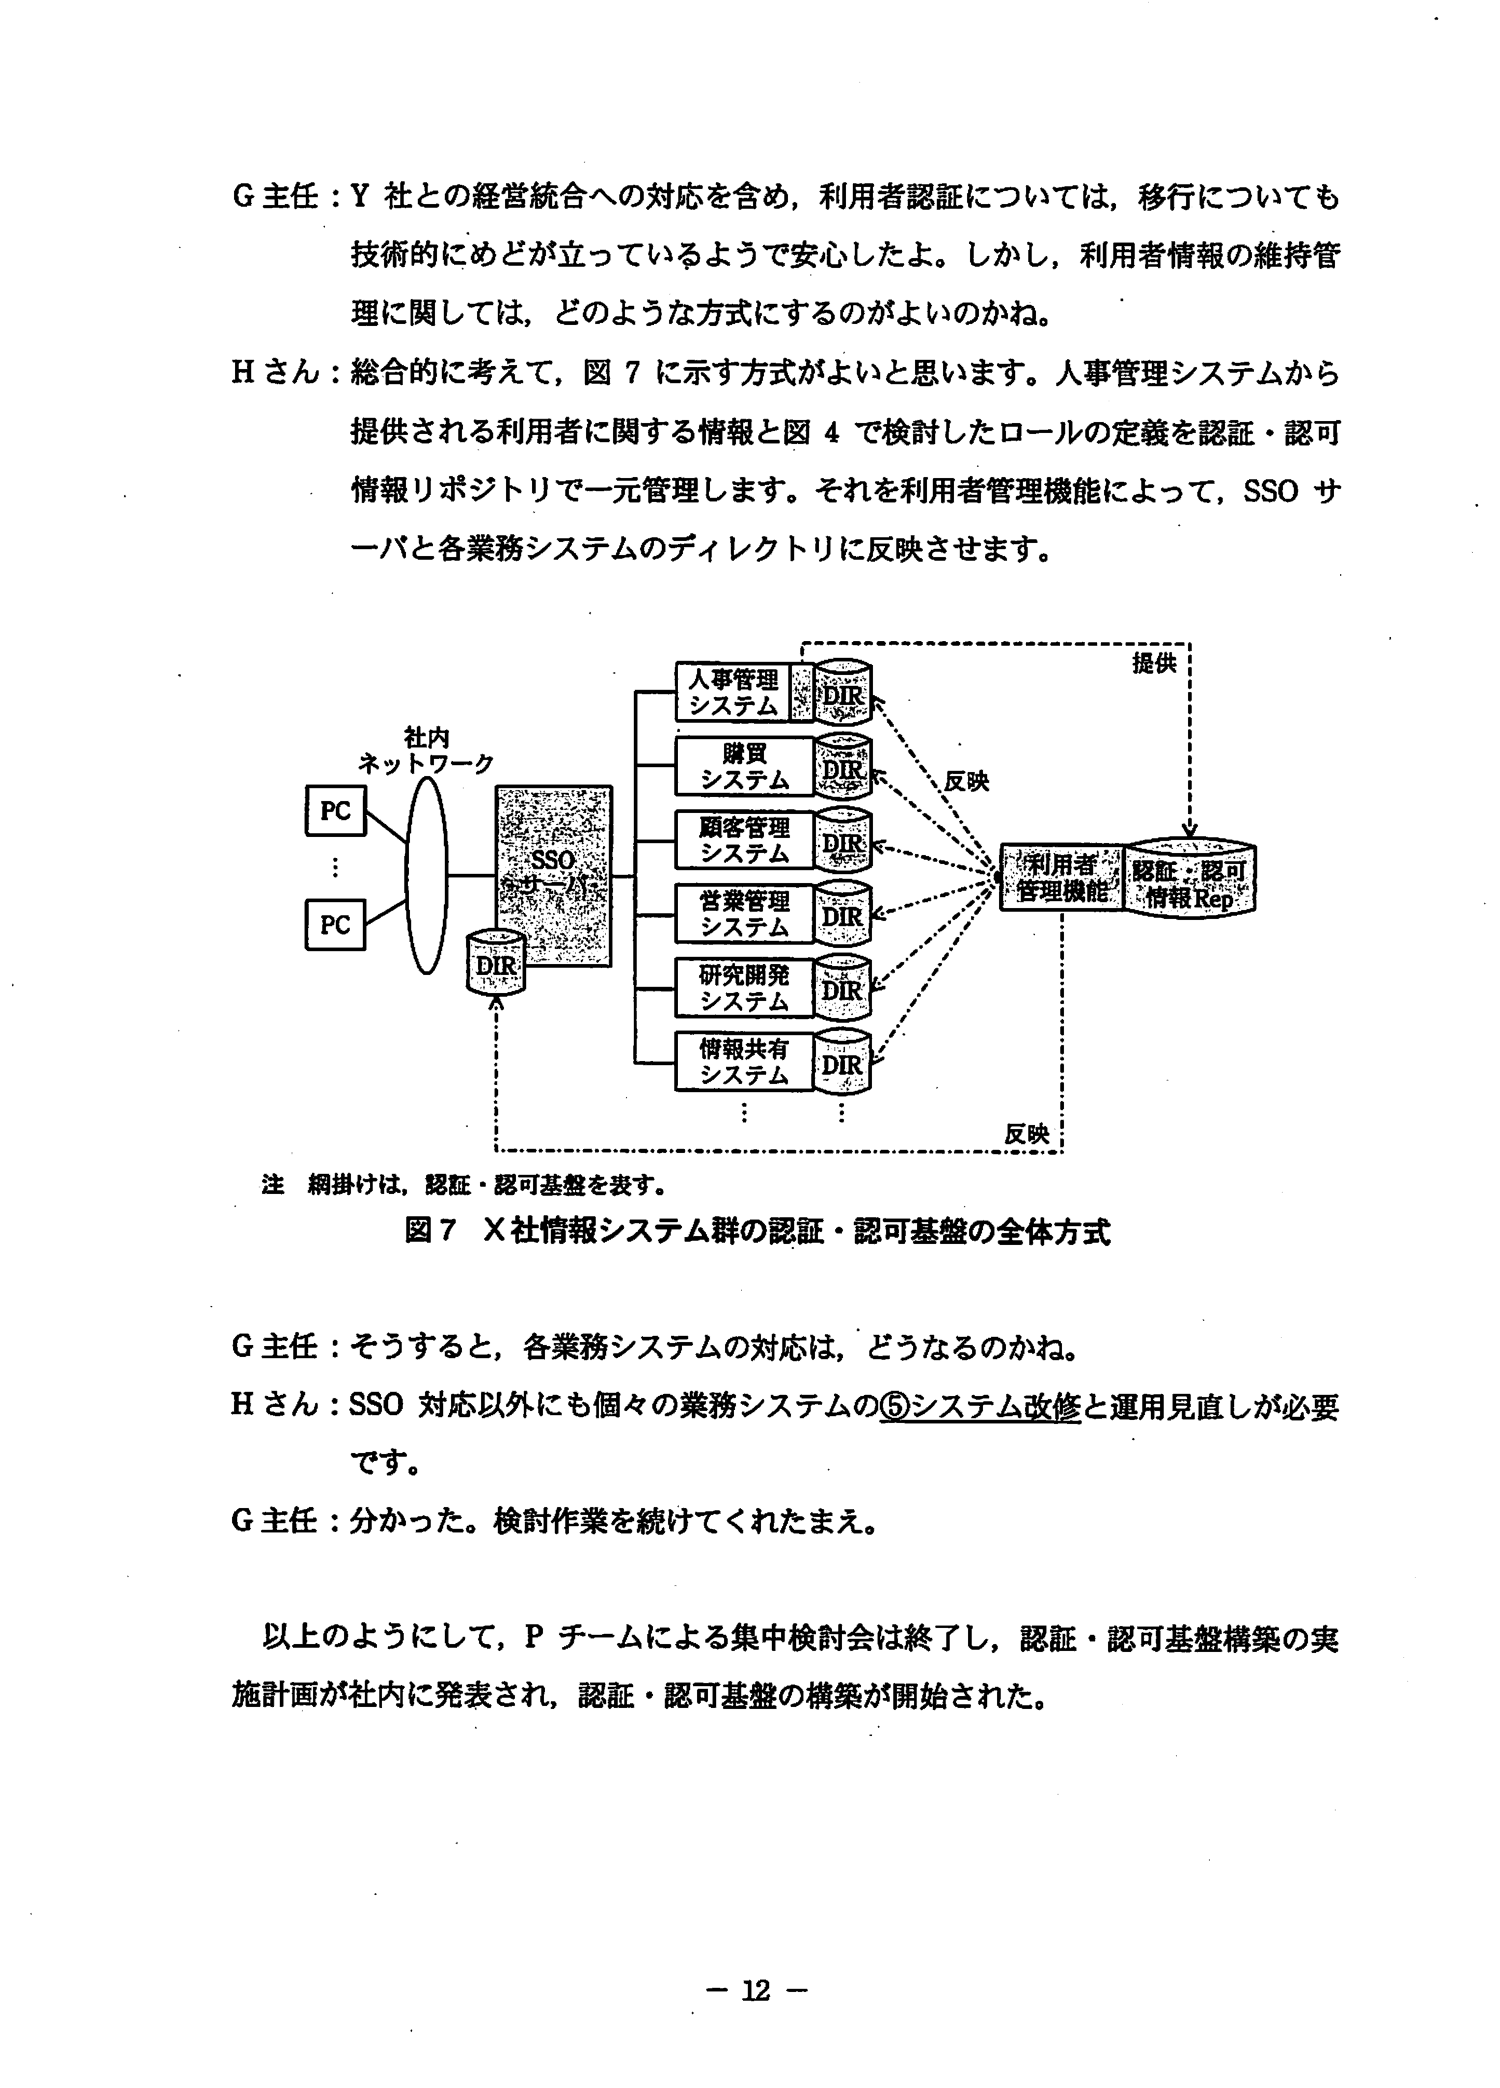 G主任：Y 社との経営統合への対応を含め，利用者認証については，移行についても
技術的にめどが立っているようで安心したよ。しかし，利用者情報の維持管
理に関しては，どのような方式にするのがよいのかね。
Hさん：総合的に考えて，図 7 に示す方式がよいと思います。人事管理システムから
提供される利用者に関する情報と図 4 で検討したロールの定義を認証・認可
情報リポジトリで一元管理します。それを利用者管理機能によって，SSO サ
ーバと各業務システムのディレクトリに反映させます。
提供
人事管理
システム
DIR
社内
ネットワーク
購買
システム
DIR
反映
PC
⋮
PC
SSO
サーバ
DIR
顧客管理
システム
DIR
利用者
管理機能
認証・認可
情報Rep
営業管理
システム
DIR
研究開発
システム
DIR
情報共有
システム
DIR
⋮ ⋮
反映
注 網掛けは，認証・認可基盤を表す。
図7 X社情報システム群の認証・認可基盤の全体方式
G主任：そうすると，各業務システムの対応は，どうなるのかね。
Hさん：SSO 対応以外にも個々の業務システムの⑤システム改修と運用見直しが必要
です。
G主任：分かった。検討作業を続けてくれたまえ。
以上のようにして，P チームによる集中検討会は終了し，認証・認可基盤構築の実
施計画が社内に発表され，認証・認可基盤の構築が開始された。
－ 12 －